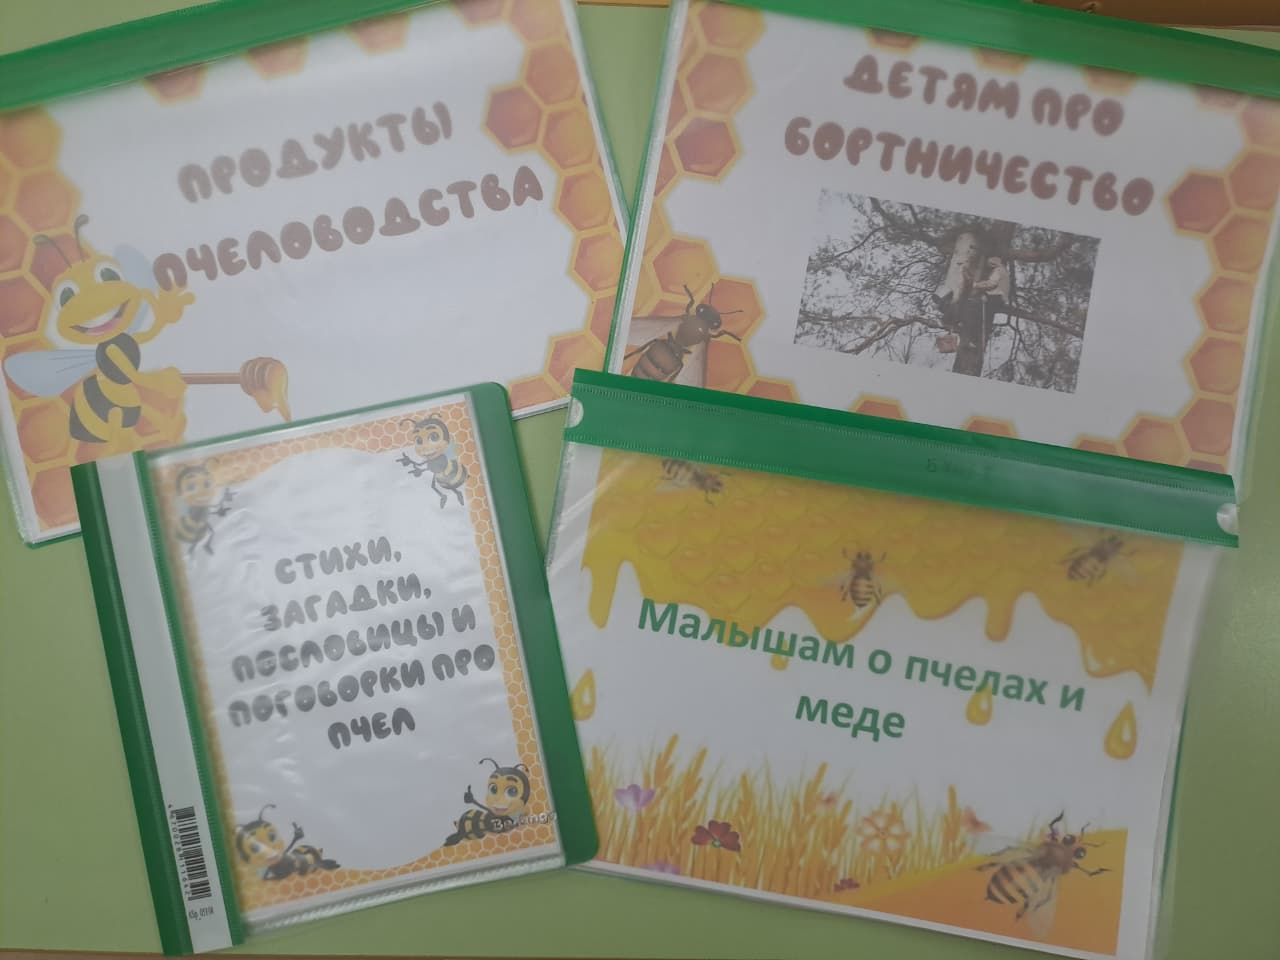 ПРОДУКТЫ
ПЧЕЛОВОДСТВА
ДЕТЯМ ПРО
БОРТНИЧЕСТВО
СТИХИ,
ЗАГАДКИ,
ПОСЛОВИЦЫ И
ПОГОВОРКИ ПРО
ПЧЕЛ
Малышам о пчелах и
меде